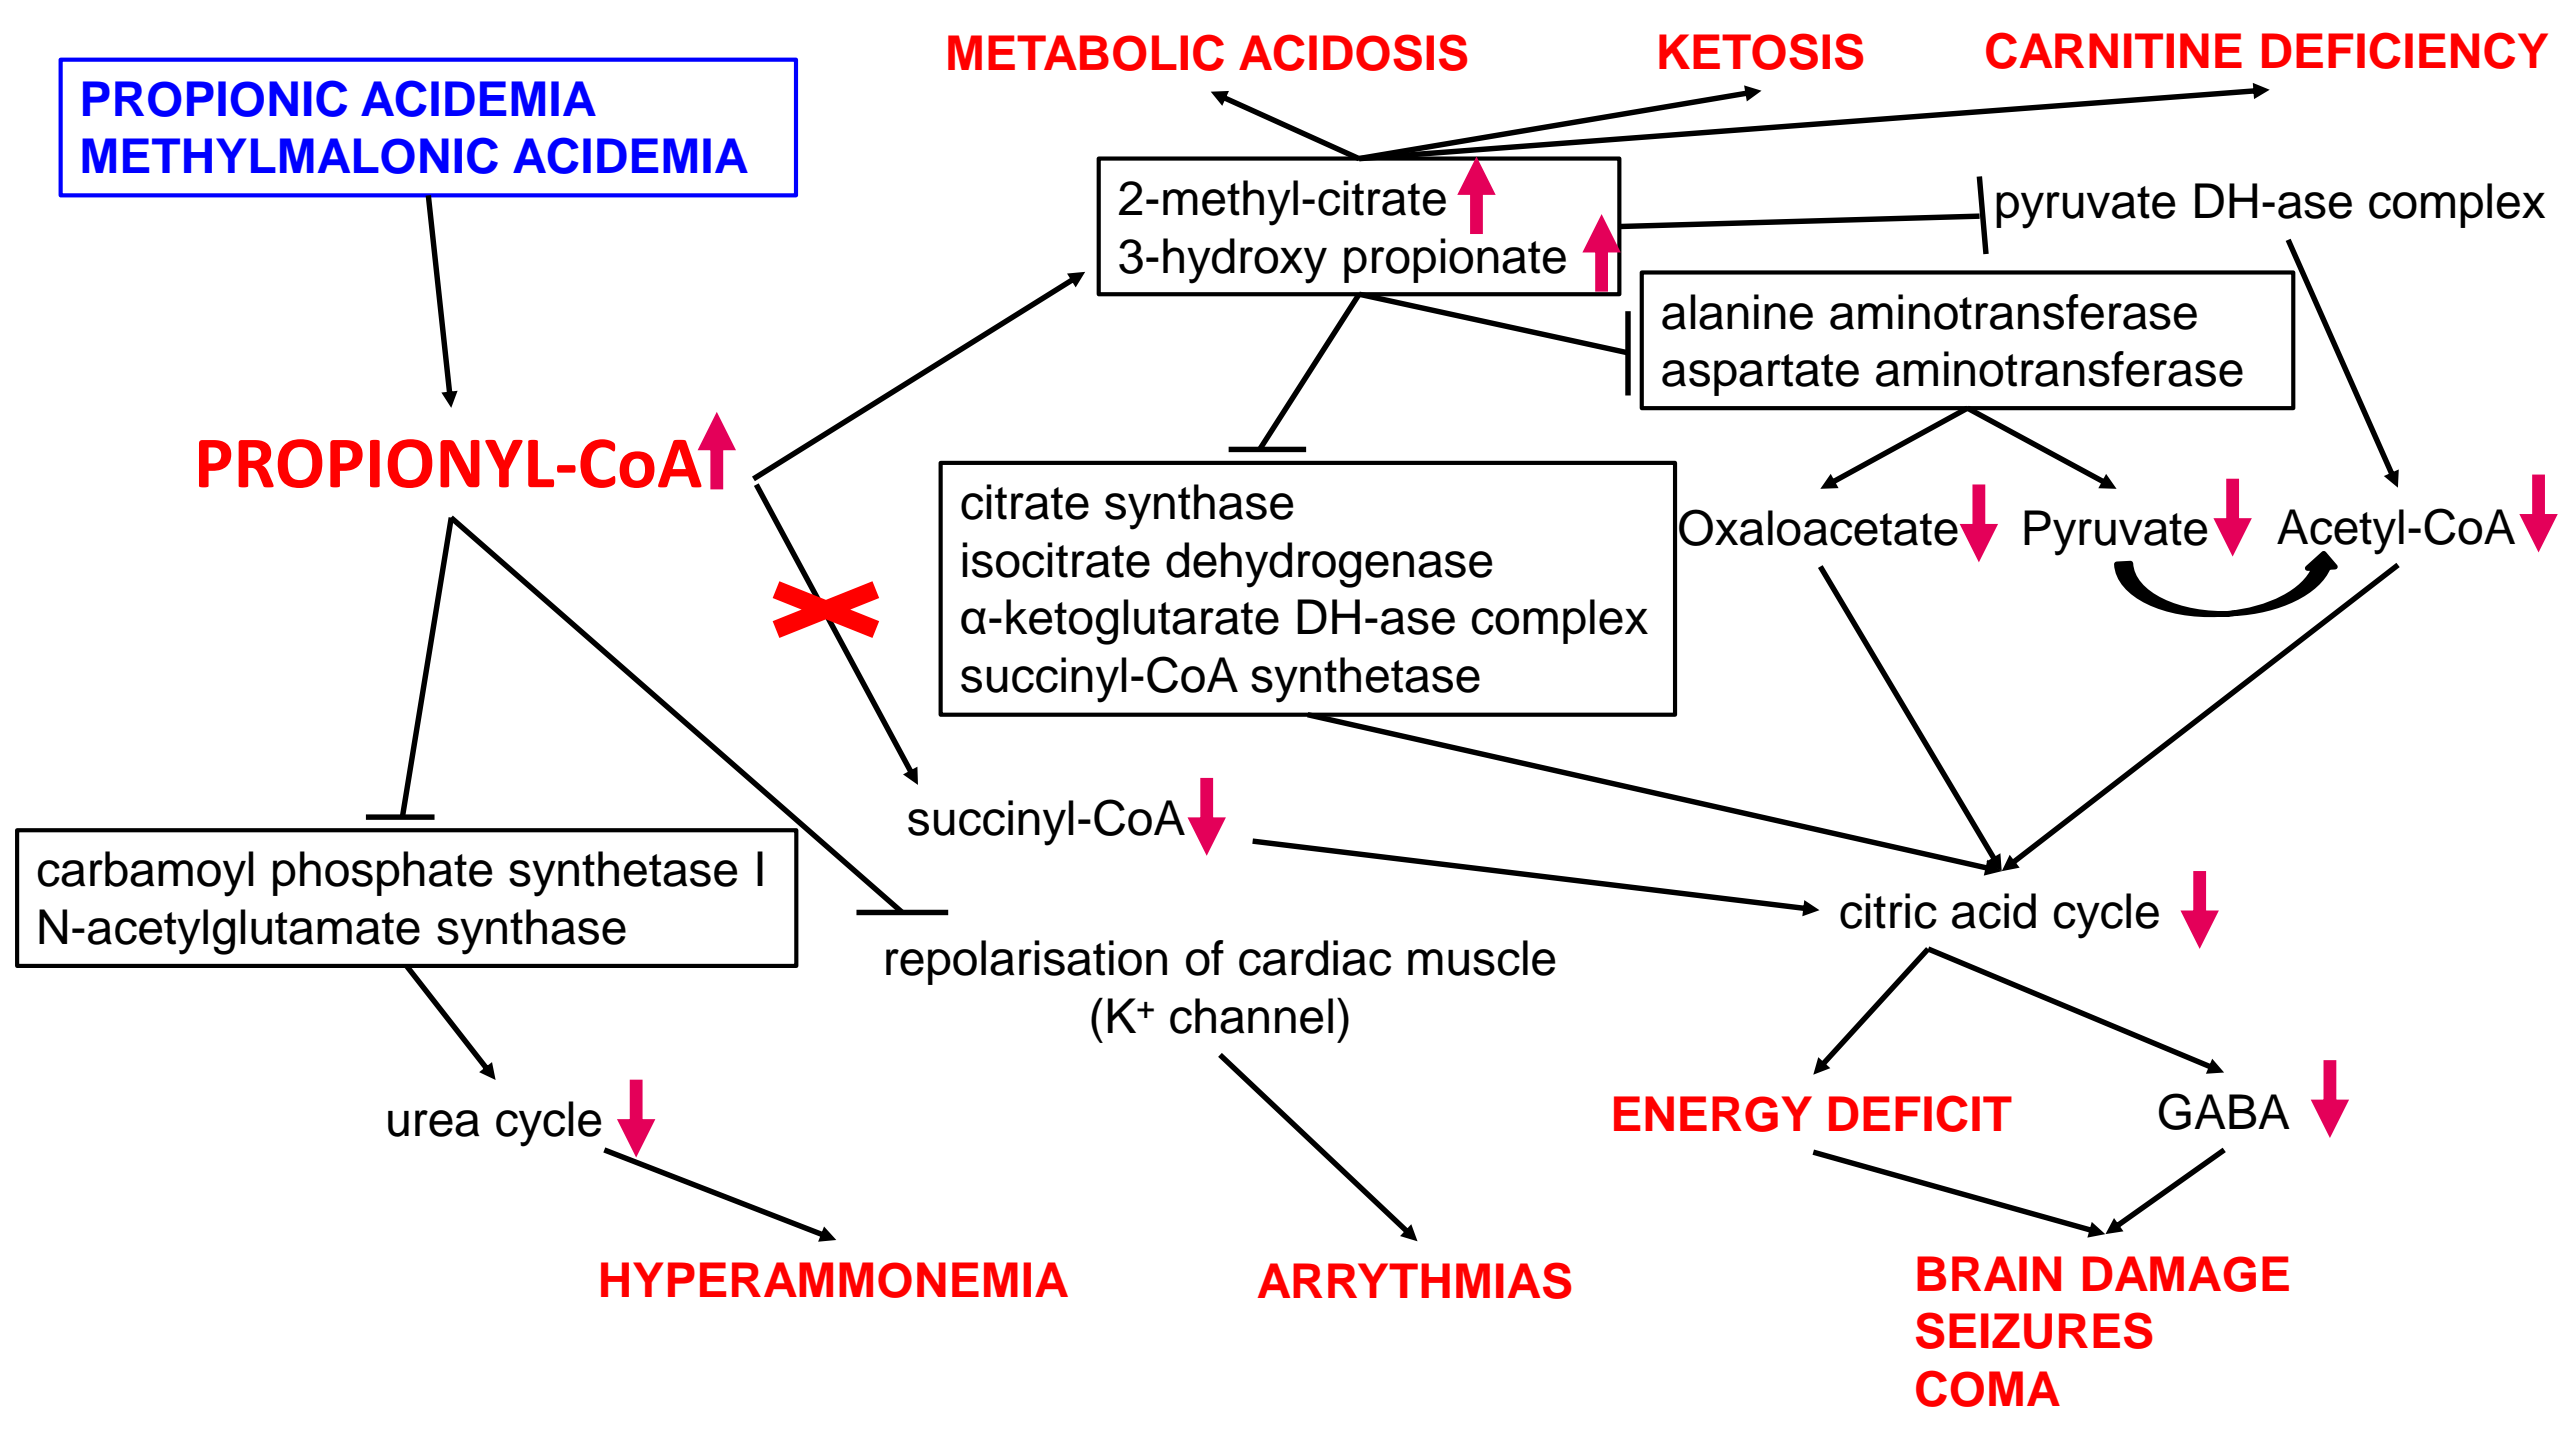 METABOLIC ACIDOSIS
KETOSIS
CARNITINE DEFICIENCY
PROPIONIC ACIDEMIA
METHYLMALONIC ACIDEMIA
2-methyl-citrate
3-hydroxy propionate
pyruvate DH-ase complex
alanine aminotransferase
aspartate aminotransferase
PROPIONYL-CoA
citrate synthase
isocitrate dehydrogenase
α-ketoglutarate DH-ase complex
succinyl-CoA synthetase
Oxaloacetate
Pyruvate
Acetyl-CoA
succinyl-CoA
carbamoyl phosphate synthetase I
N-acetylglutamate synthase
citric acid cycle
repolarisation of cardiac muscle
(K⁺ channel)
urea cycle
ENERGY DEFICIT
GABA
HYPERAMMONEMIA
ARRYTHMIAS
BRAIN DAMAGE
SEIZURES
COMA